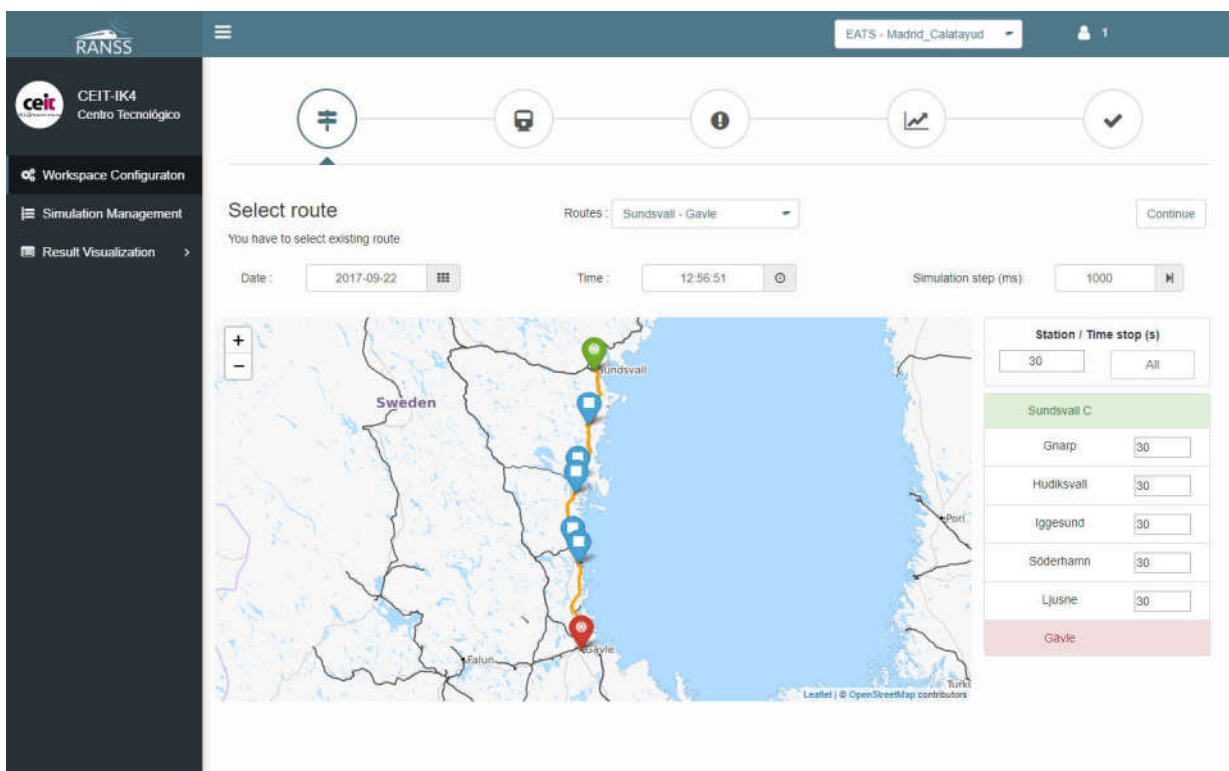 RANSS
EATS - Madrid_Calatayud
1
ceit
CEIT-IK4
Centro Tecnológico
Workspace Configuraton
Simulation Management
Result Visualization
Select route
Routes :
Sundsvall - Gavle
Continue
You have to select existing route
Date :
2017-09-22
Time :
12:56:51
Simulation step (ms):
1000
+
−
Sundsvall
Sweden
Pori
Gävle
Falun
Turku
Leaflet | © OpenStreetMap contributors
Station / Time stop (s)
30
All
Sundsvall C
Gnarp
30
Hudiksvall
30
Iggesund
30
Söderhamn
30
Ljusne
30
Gävle